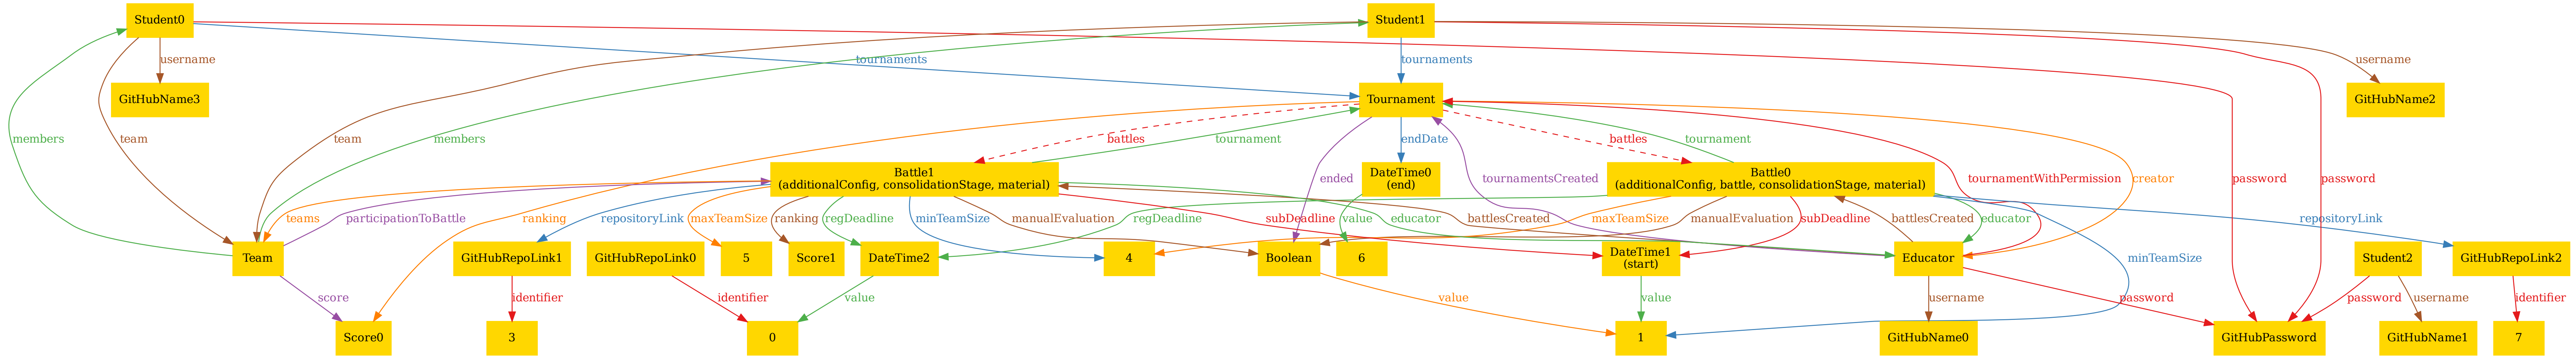 Student0
Student1
username
tournaments
tournaments
username
GitHubName3
Tournament
GitHubName2
members
team
team
members
battles
tournament
endDate
battles
tournament
Battle1
(additionalConfig, consolidationStage, material)
ended
DateTime0
(end)
Battle0
(additionalConfig, battle, consolidationStage, material)
tournamentsCreated
tournamentWithPermission
creator
password
password
teams
participationToBattle
ranking
repositoryLink
maxTeamSize
ranking
regDeadline
minTeamSize
manualEvaluation
regDeadline
subDeadline
value
educator
battlesCreated
maxTeamSize
manualEvaluation
subDeadline
battlesCreated
educator
repositoryLink
Team
GitHubRepoLink1
GitHubRepoLink0
5
Score1
DateTime2
4
Boolean
6
DateTime1
(start)
Educator
minTeamSize
Student2
GitHubRepoLink2
score
identifier
identifier
value
value
value
username
password
password
username
identifier
Score0
3
0
1
GitHubName0
GitHubPassword
GitHubName1
7